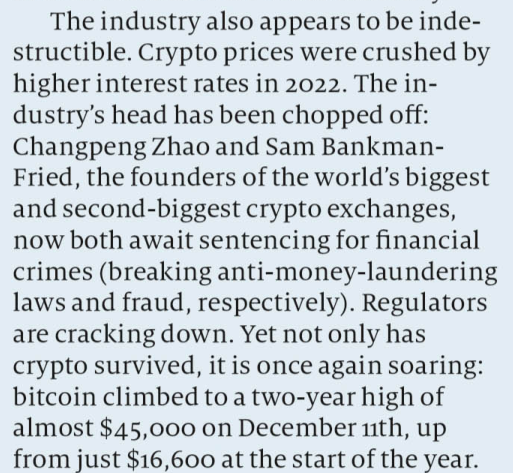 The industry also appears to be inde-
structible. Crypto prices were crushed by
higher interest rates in 2022. The in-
dustry’s head has been chopped off:
Changpeng Zhao and Sam Bankman-
Fried, the founders of the world’s biggest
and second-biggest crypto exchanges,
now both await sentencing for financial
crimes (breaking anti-money-laundering
laws and fraud, respectively). Regulators
are cracking down. Yet not only has
crypto survived, it is once again soaring:
bitcoin climbed to a two-year high of
almost $45,000 on December 11th, up
from just $16,600 at the start of the year.